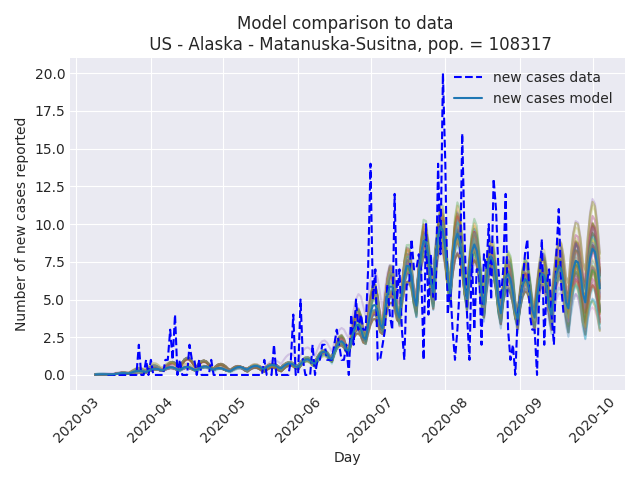 Model comparison to data
US - Alaska - Matanuska-Susitna, pop. = 108317
new cases data
new cases model
Number of new cases reported
20.0
17.5
15.0
12.5
10.0
7.5
5.0
2.5
0.0
2020-03
2020-04
2020-05
2020-06
2020-07
2020-08
2020-09
2020-10
Day